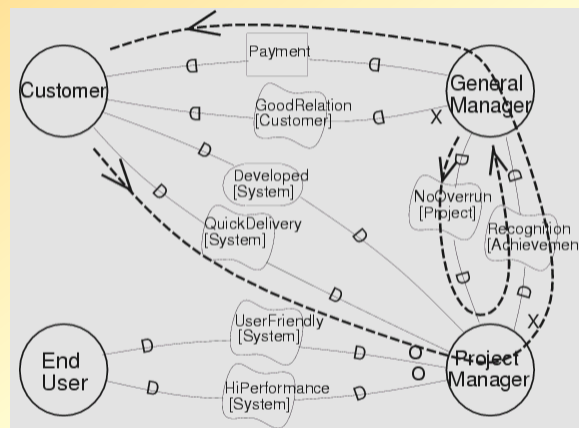 Payment
Customer
General
Manager
D
D
GoodRelation
[Customer]
D
D
X
D
Developed
[System]
D
D
NoOverrun
[Project]
D
D
QuickDelivery
[System]
D
Recognition
[Achievemen
D
D
D
X
UserFriendly
[System]
D
D
O
End
User
Project
Manager
D
HiPerformance
[System]
D
O